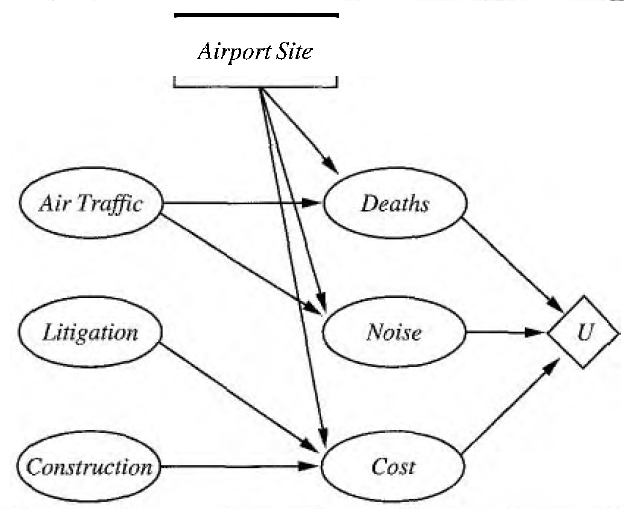 Airport Site
Air Traffic
Deaths
Litigation
Noise
U
Construction
Cost